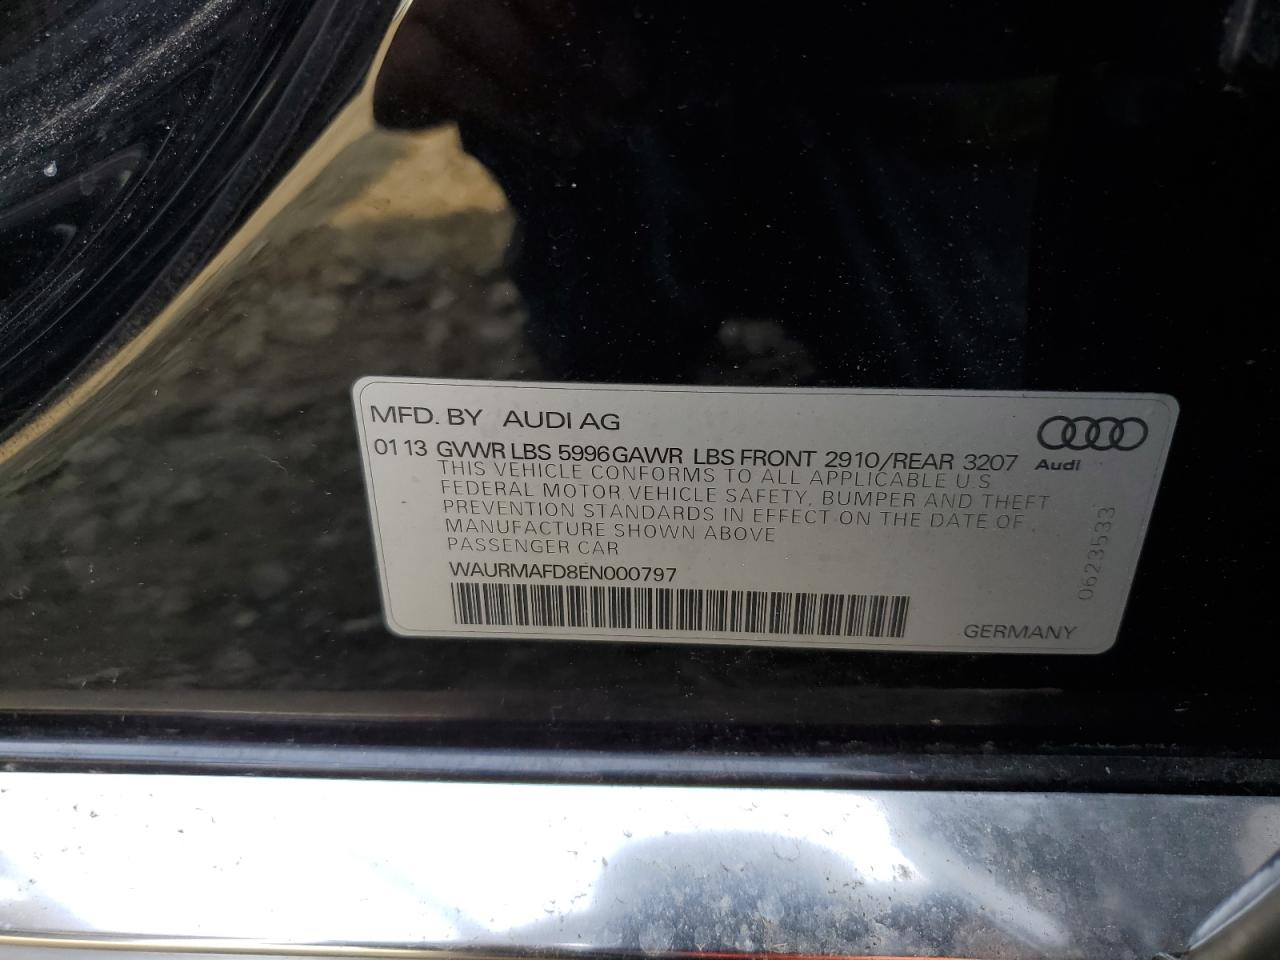 MFD. BY AUDI AG
01 13 GVWR LBS 5996 GAWR LBS FRONT 2910/REAR 3207
Audi
THIS VEHICLE CONFORMS TO ALL APPLICABLE U.S
FEDERAL MOTOR VEHICLE SAFETY, BUMPER AND THEFT
PREVENTION STANDARDS IN EFFECT ON THE DATE OF
MANUFACTURE SHOWN ABOVE
PASSENGER CAR
WAURMAFD8EN000797
GERMANY
0623533